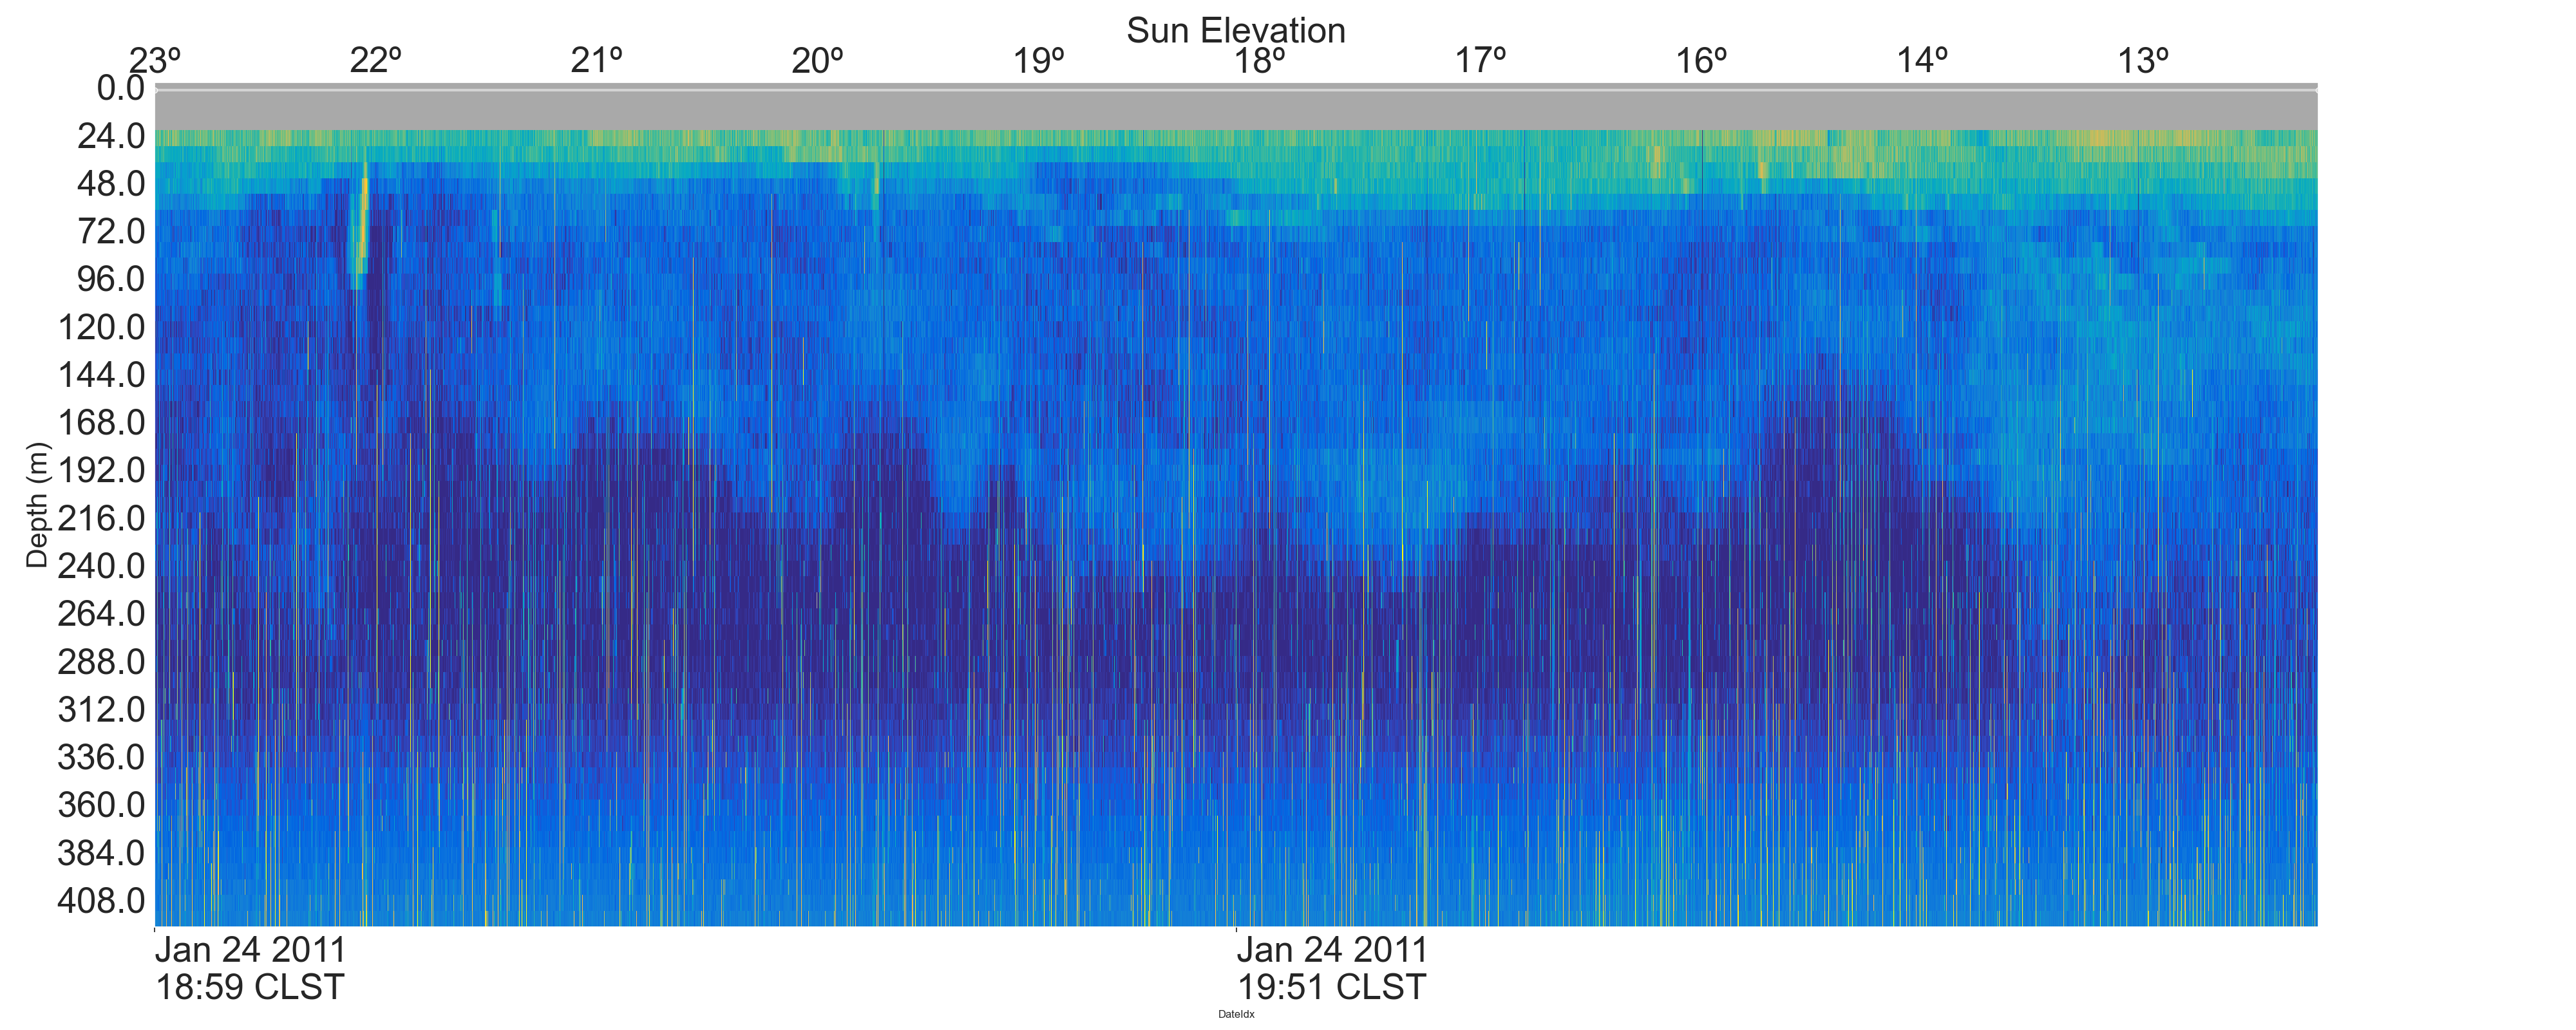 Sun Elevation
23º 22º 21º 20º 19º 18º 17º 16º 14º 13º
0.0
24.0
48.0
72.0
96.0
120.0
144.0
168.0
192.0
216.0
240.0
264.0
288.0
312.0
336.0
360.0
384.0
408.0
Depth (m)
Jan 24 2011
18:59 CLST
Jan 24 2011
19:51 CLST
DateIdx